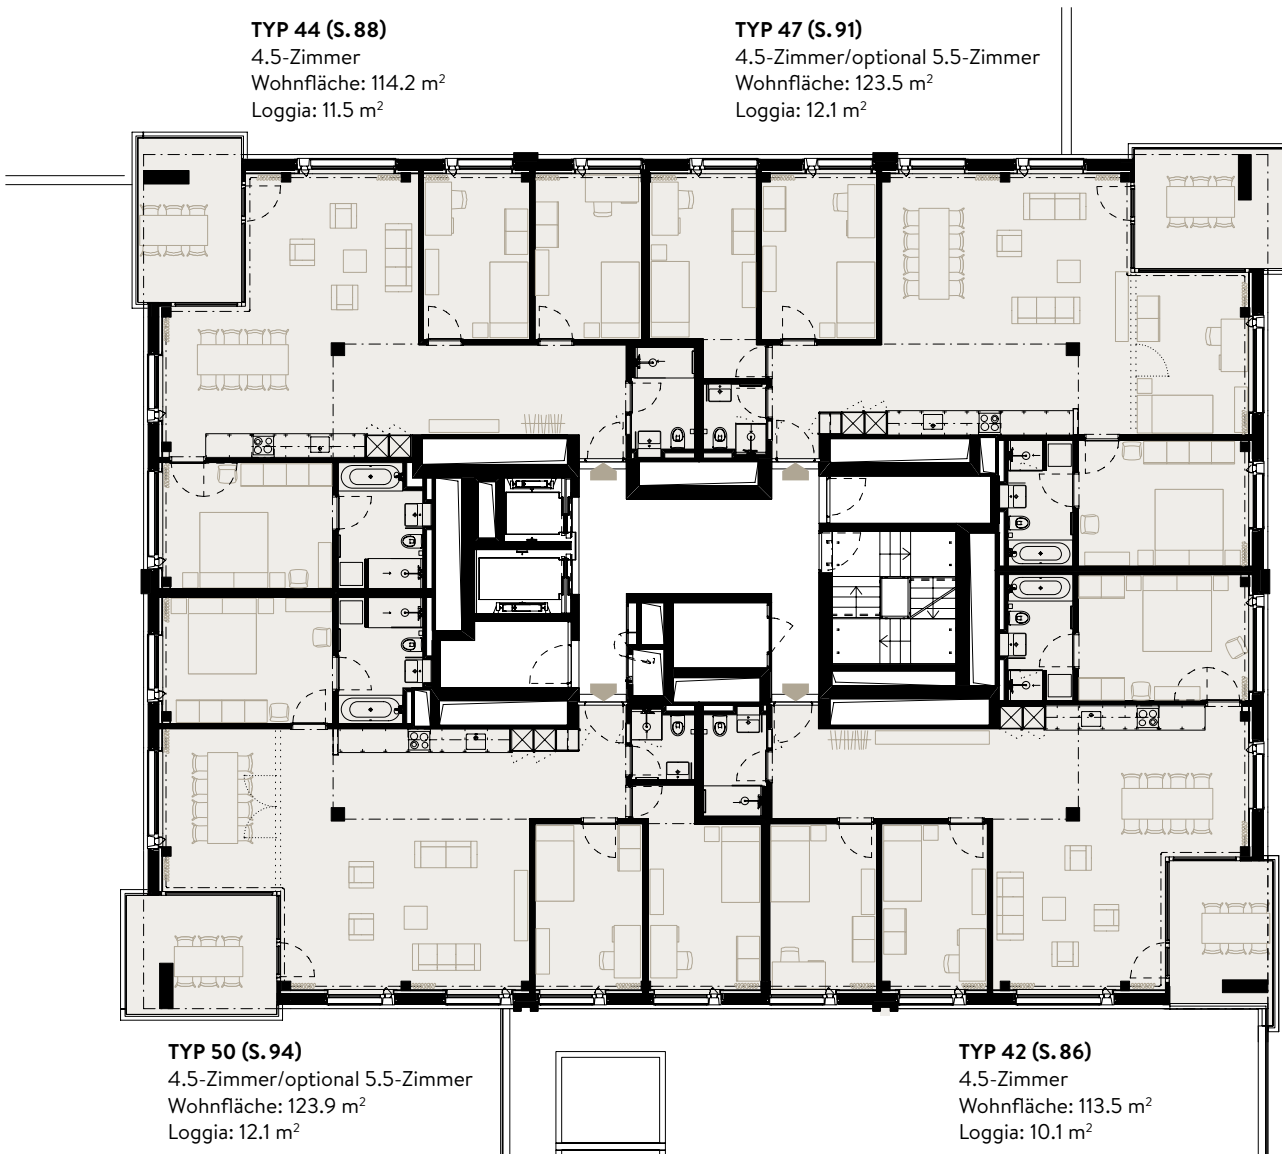 TYP 44 (S. 88)
4.5-Zimmer
Wohnfläche: 114.2 m²
Loggia: 11.5 m²
TYP 47 (S. 91)
4.5-Zimmer/optional 5.5-Zimmer
Wohnfläche: 123.5 m²
Loggia: 12.1 m²
TYP 50 (S. 94)
4.5-Zimmer/optional 5.5-Zimmer
Wohnfläche: 123.9 m²
Loggia: 12.1 m²
TYP 42 (S. 86)
4.5-Zimmer
Wohnfläche: 113.5 m²
Loggia: 10.1 m²